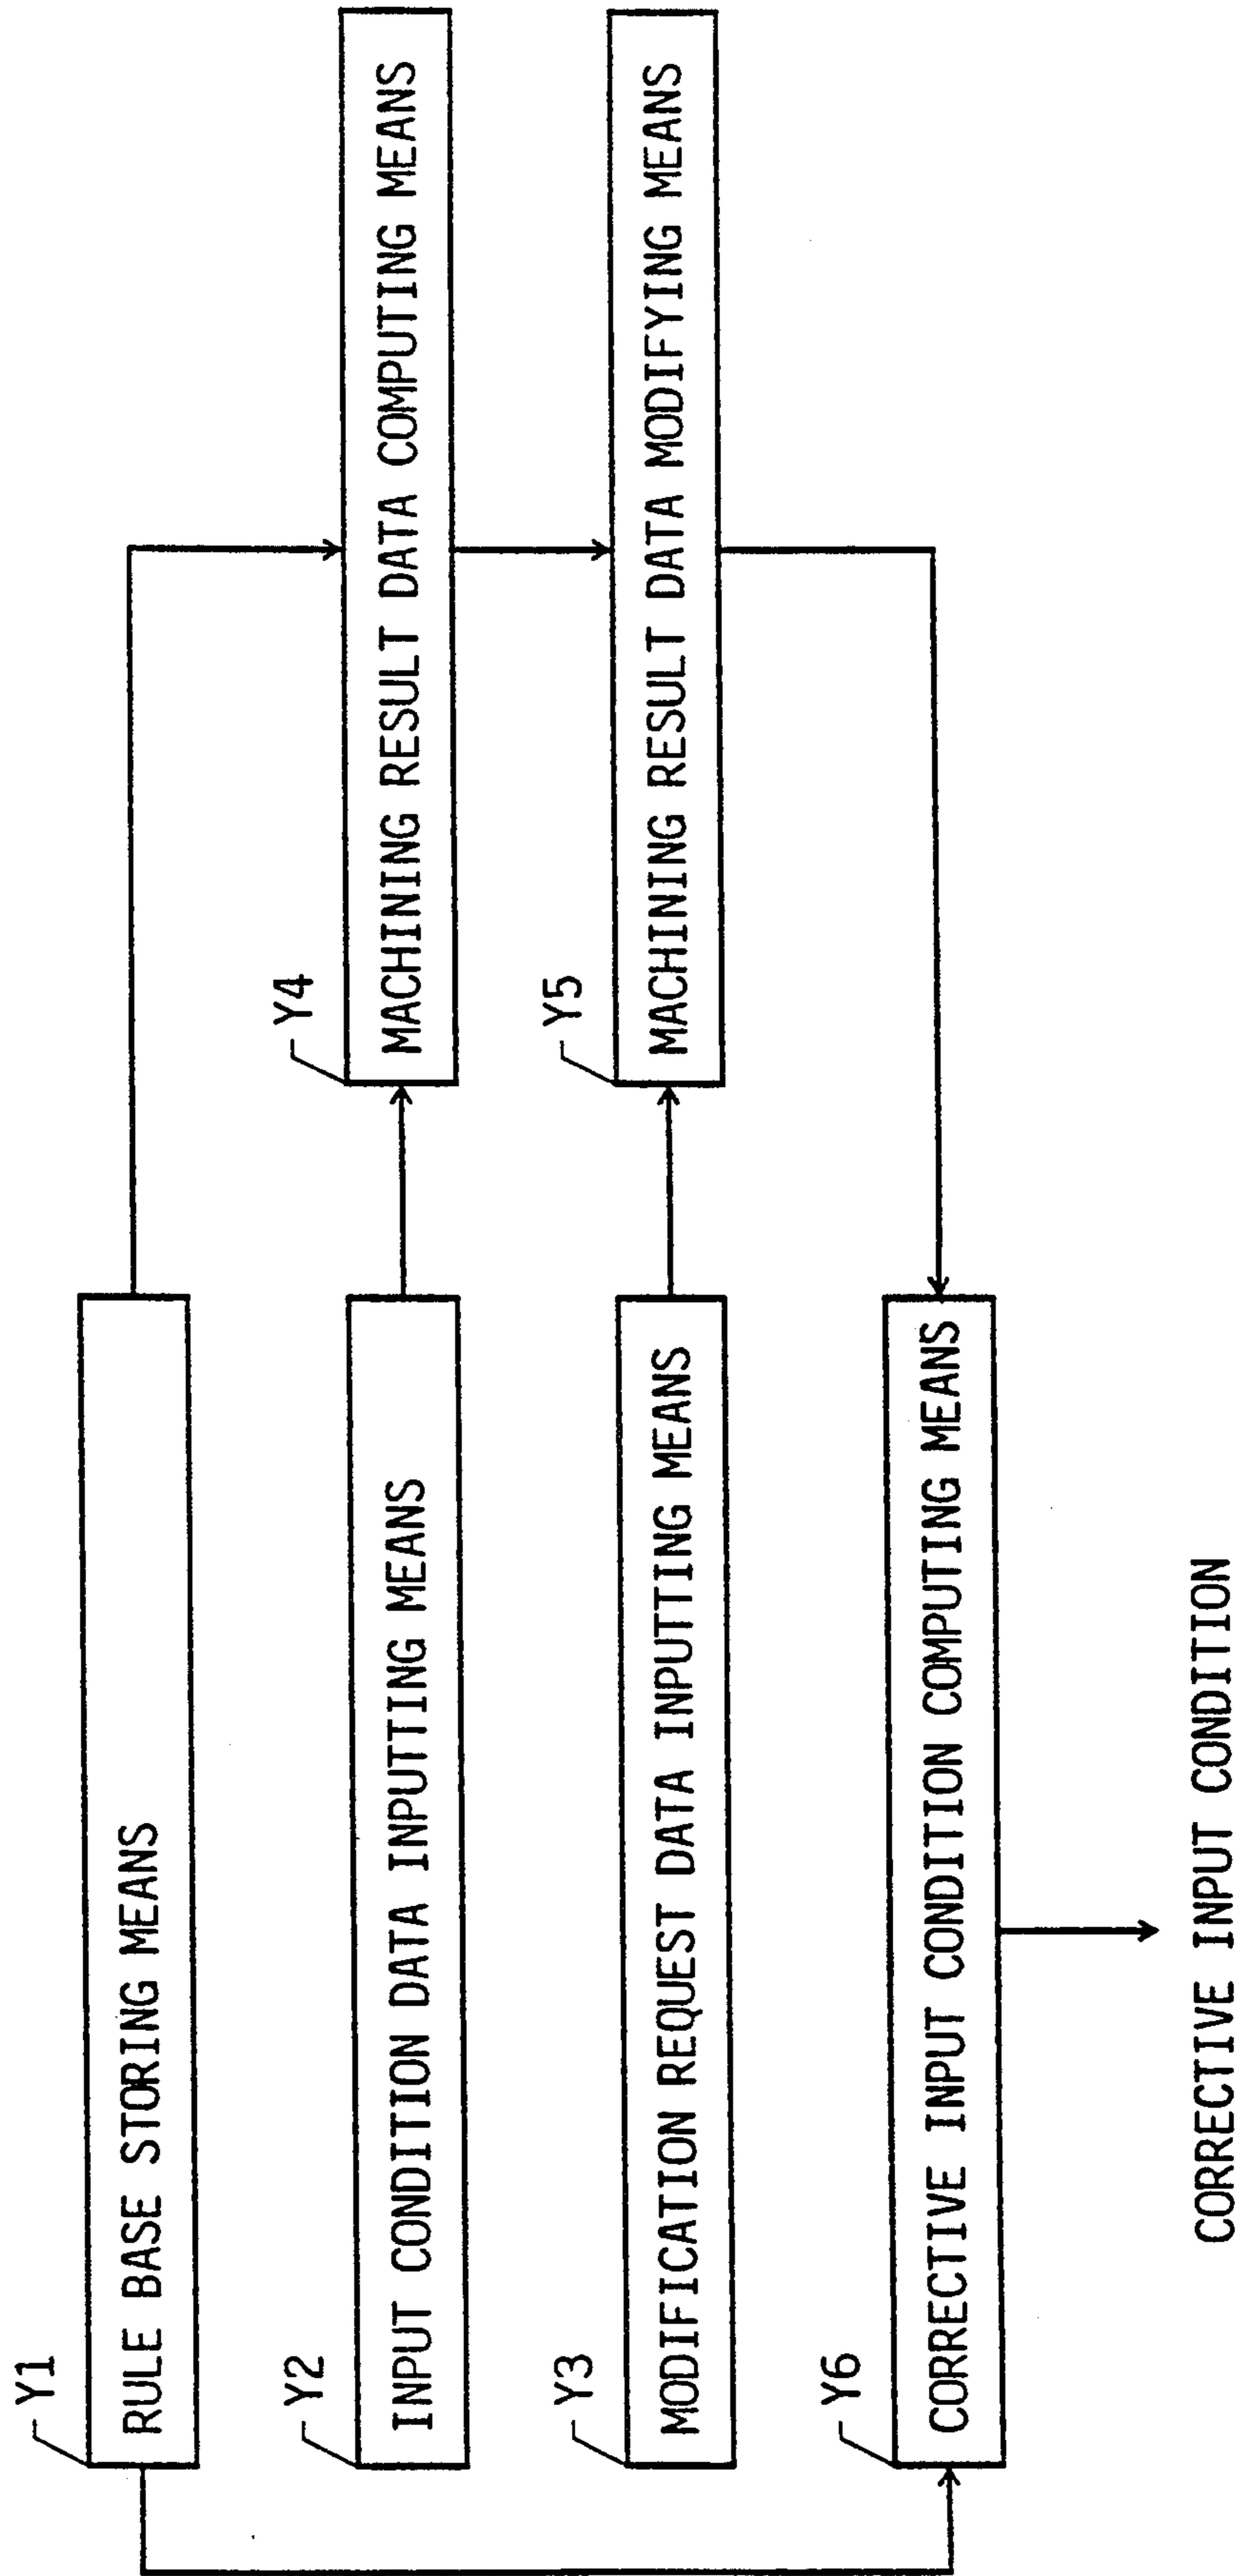 Y1
RULE BASE STORING MEANS
Y2
INPUT CONDITION DATA INPUTTING MEANS
Y4
MACHINING RESULT DATA COMPUTING MEANS
Y3
MODIFICATION REQUEST DATA INPUTTING MEANS
Y5
MACHINING RESULT DATA MODIFYING MEANS
Y6
CORRECTIVE INPUT CONDITION COMPUTING MEANS
CORRECTIVE INPUT CONDITION